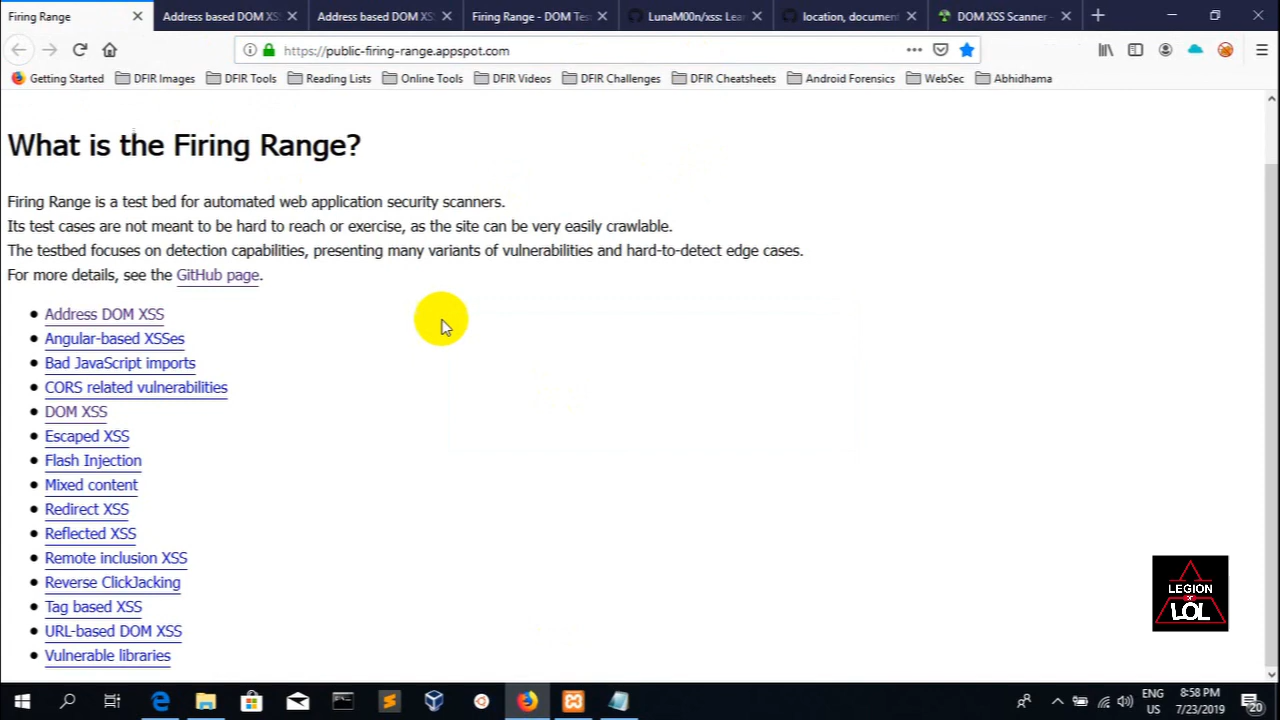 Firing Range
Address based DOM XS
Address based DOM XS
Firing Range - DOM Te
LunaM00n/xss: Lea
location, document
DOM XSS Scanner -
https://public-firing-range.appspot.com
Getting Started
DFIR Images
DFIR Tools
Reading Lists
Online Tools
DFIR Videos
DFIR Challenges
DFIR Cheatsheets
Android Forensics
WebSec
Abhidhama
What is the Firing Range?
Firing Range is a test bed for automated web application security scanners.
Its test cases are not meant to be hard to reach or exercise, as the site can be very easily crawlable.
The testbed focuses on detection capabilities, presenting many variants of vulnerabilities and hard-to-detect edge cases.
For more details, see the GitHub page.
Address DOM XSS
Angular-based XSSes
Bad JavaScript imports
CORS related vulnerabilities
DOM XSS
Escaped XSS
Flash Injection
Mixed content
Redirect XSS
Reflected XSS
Remote inclusion XSS
Reverse ClickJacking
Tag based XSS
URL-based DOM XSS
Vulnerable libraries
LEGION
OF
LOL
ENG
US
8:58 PM
7/23/2019
20